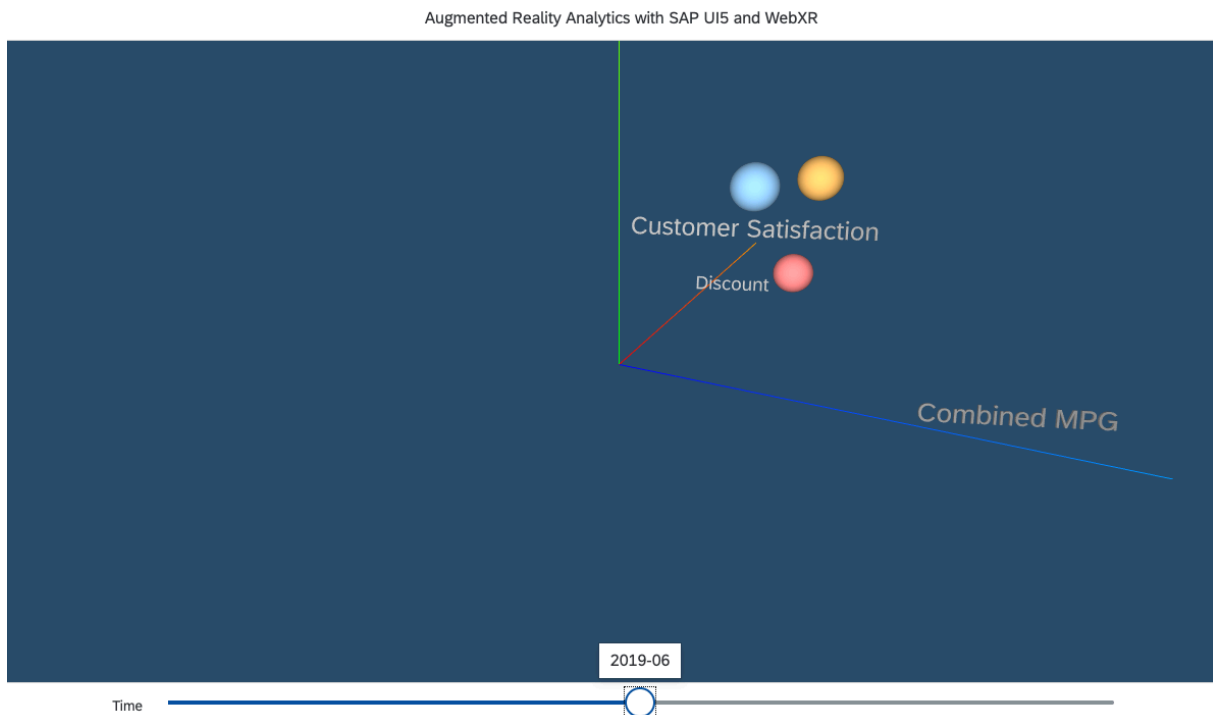 Augmented Reality Analytics with SAP UI5 and WebXR
Customer Satisfaction
Discount
Combined MPG
2019-06
Time